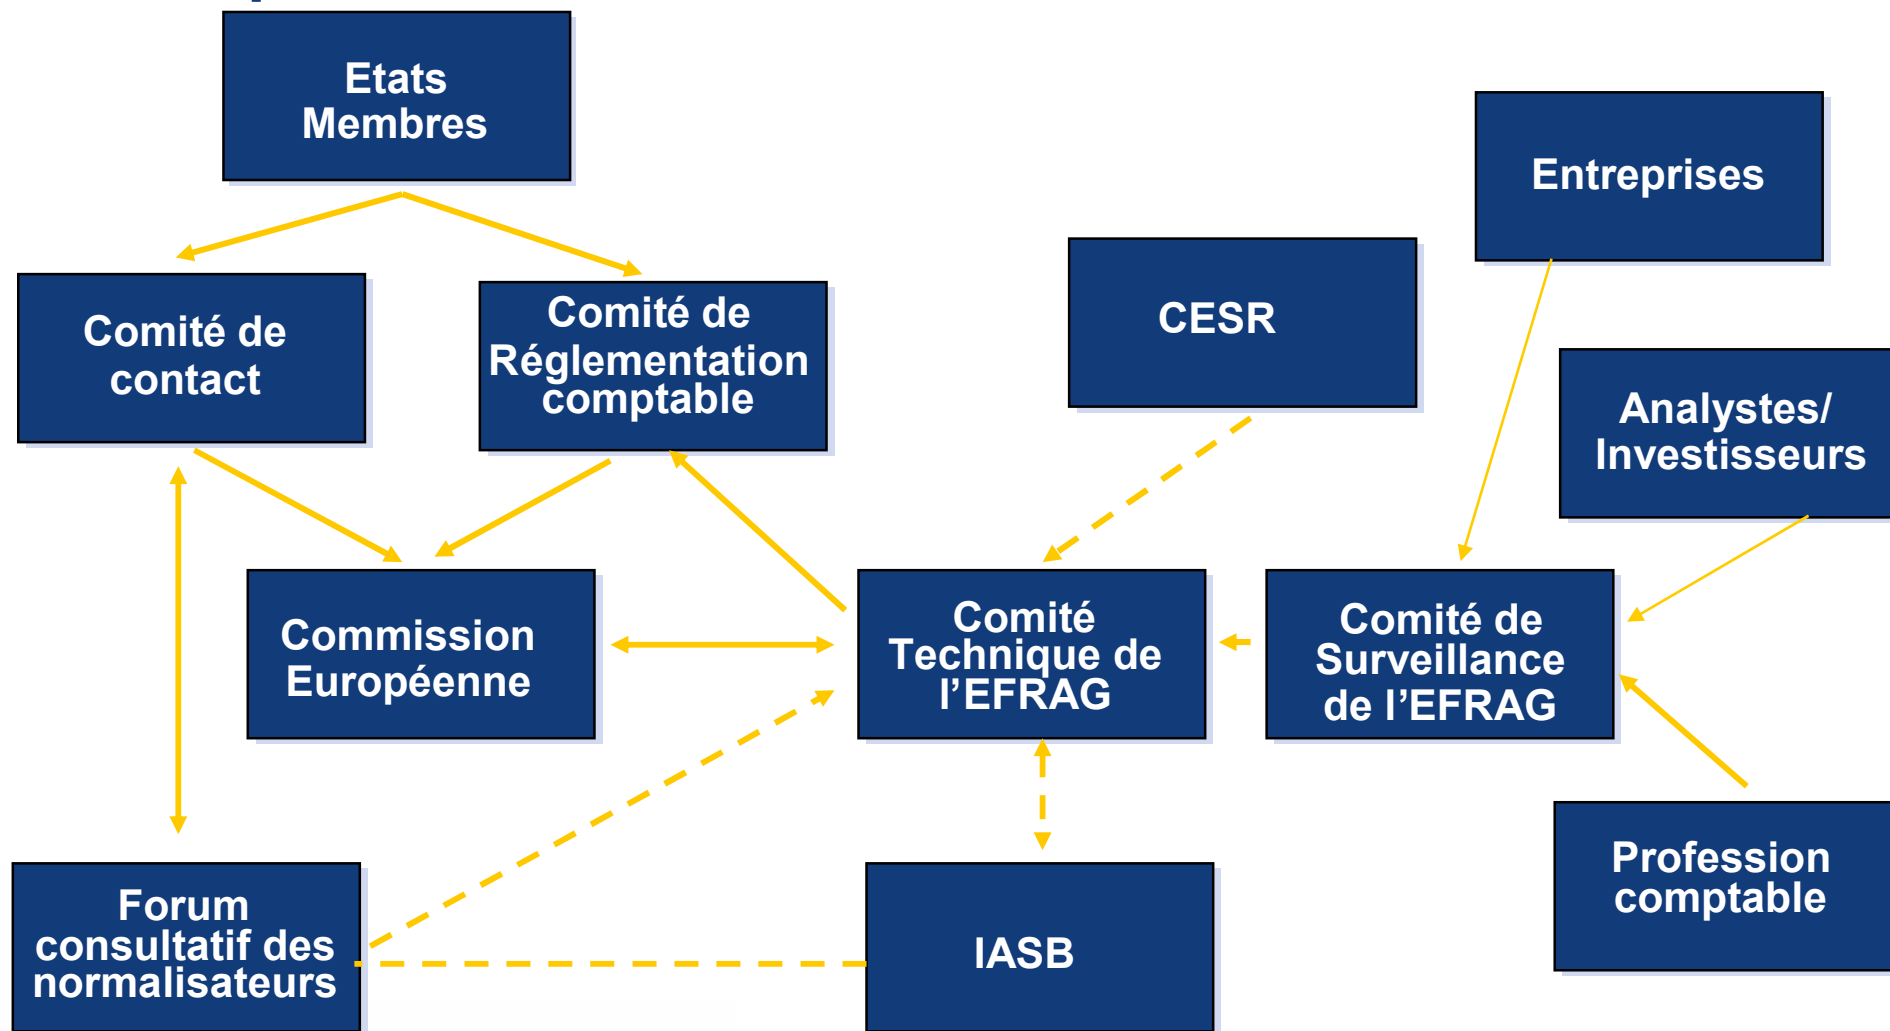 Etats
Membres
Entreprises
CESR
Comité de
contact
Comité de
Réglementation
comptable
Analystes/
Investisseurs
Commission
Européenne
Comité
Technique de
l’EFRAG
Comité de
Surveillance
de l’EFRAG
Forum
consultatif des
normalisateurs
IASB
Profession
comptable